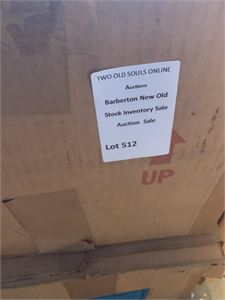 TWO OLD SOULS ONLINE
Auctions
Barberton New Old
Stock Inventory Sale
Auction Sale
Lot 512
UP